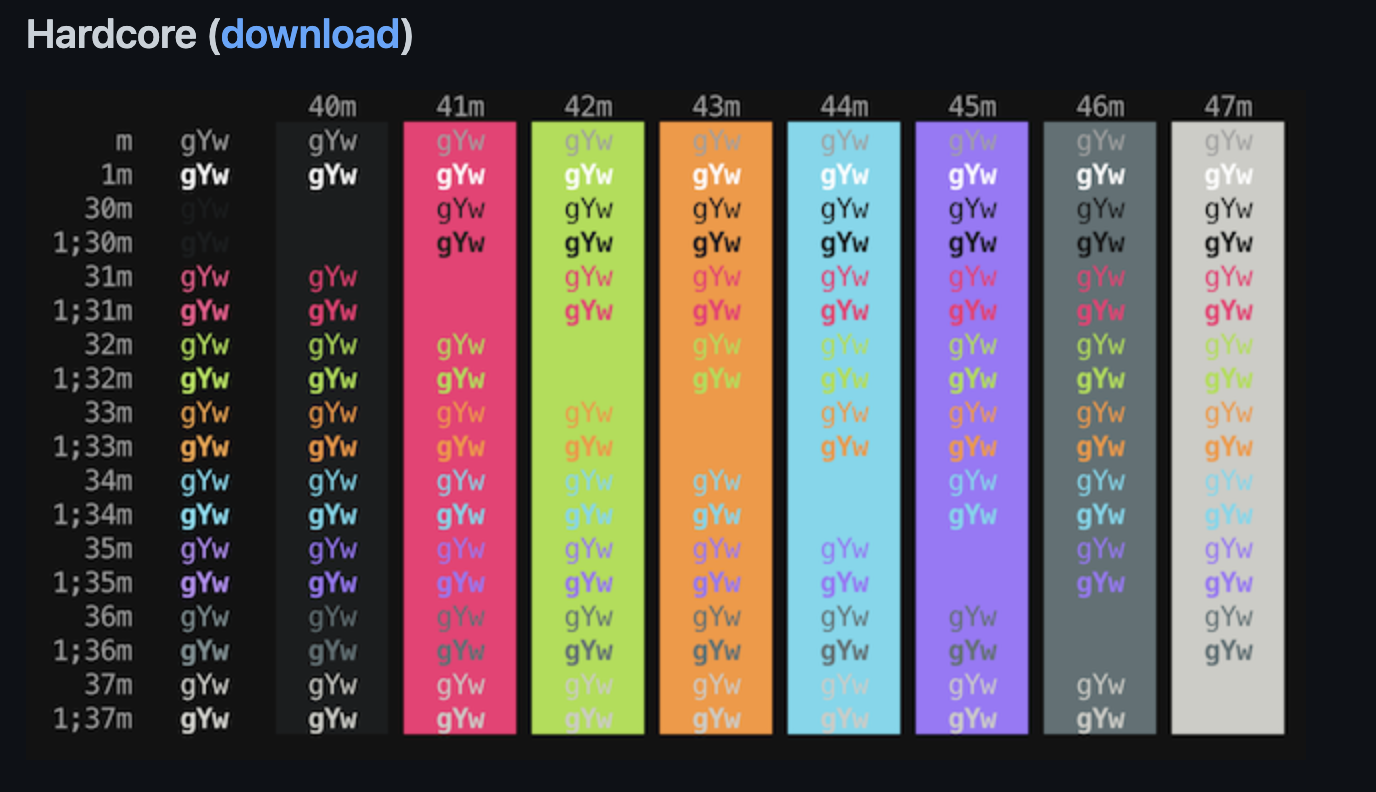 Hardcore (download)
40m 41m 42m 43m 44m 45m 46m 47m
m gYw gYw gYw gYw gYw gYw gYw gYw gYw
1m gYw gYw gYw gYw gYw gYw gYw gYw gYw
30m gYw gYw gYw gYw gYw gYw gYw gYw
1;30m gYw gYw gYw gYw gYw gYw gYw gYw
31m gYw gYw gYw gYw gYw gYw gYw gYw
1;31m gYw gYw gYw gYw gYw gYw gYw gYw
32m gYw gYw gYw gYw gYw gYw gYw gYw
1;32m gYw gYw gYw gYw gYw gYw gYw gYw
33m gYw gYw gYw gYw gYw gYw gYw gYw
1;33m gYw gYw gYw gYw gYw gYw gYw gYw
34m gYw gYw gYw gYw gYw gYw gYw gYw
1;34m gYw gYw gYw gYw gYw gYw gYw gYw
35m gYw gYw gYw gYw gYw gYw gYw gYw
1;35m gYw gYw gYw gYw gYw gYw gYw gYw
36m gYw gYw gYw gYw gYw gYw gYw gYw
1;36m gYw gYw gYw gYw gYw gYw gYw gYw
37m gYw gYw gYw gYw gYw gYw gYw gYw
1;37m gYw gYw gYw gYw gYw gYw gYw gYw